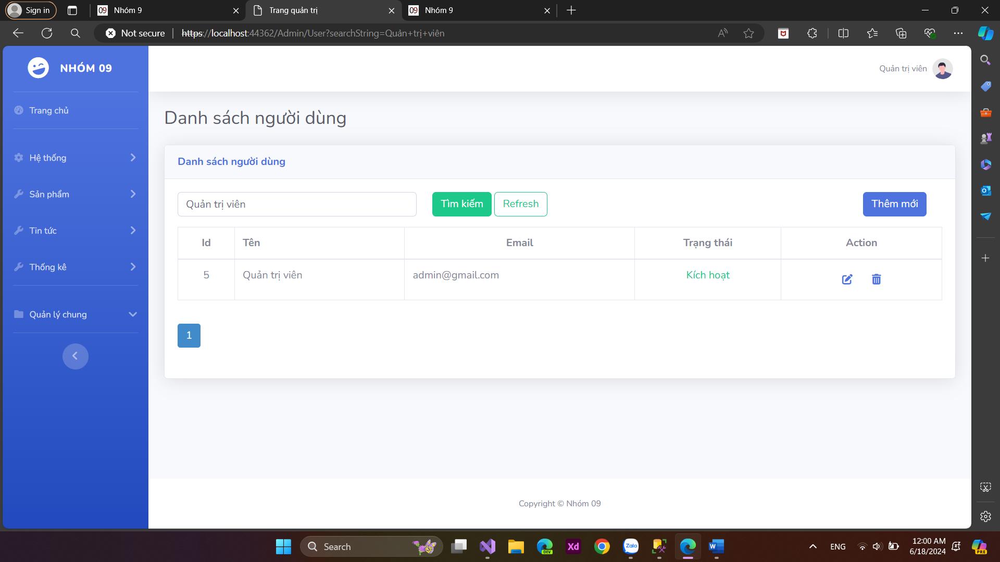 Sign in
Nhóm 9
Trang quản trị
Nhóm 9
Not secure
https://localhost:44362/Admin/User?searchString=Quản+trị+viên
NHÓM 09
Quản trị viên
Trang chủ
Hệ thống
Sản phẩm
Tin tức
Thống kê
Quản lý chung
Danh sách người dùng
Danh sách người dùng
Quản trị viên
Tìm kiếm
Refresh
Thêm mới
Id Tên Email Trạng thái Action
5 Quản trị viên admin@gmail.com Kích hoạt
1
Copyright © Nhóm 09
Search
DEV
Xd
Zalo
W
ENG
12:00 AM
6/18/2024
PRE